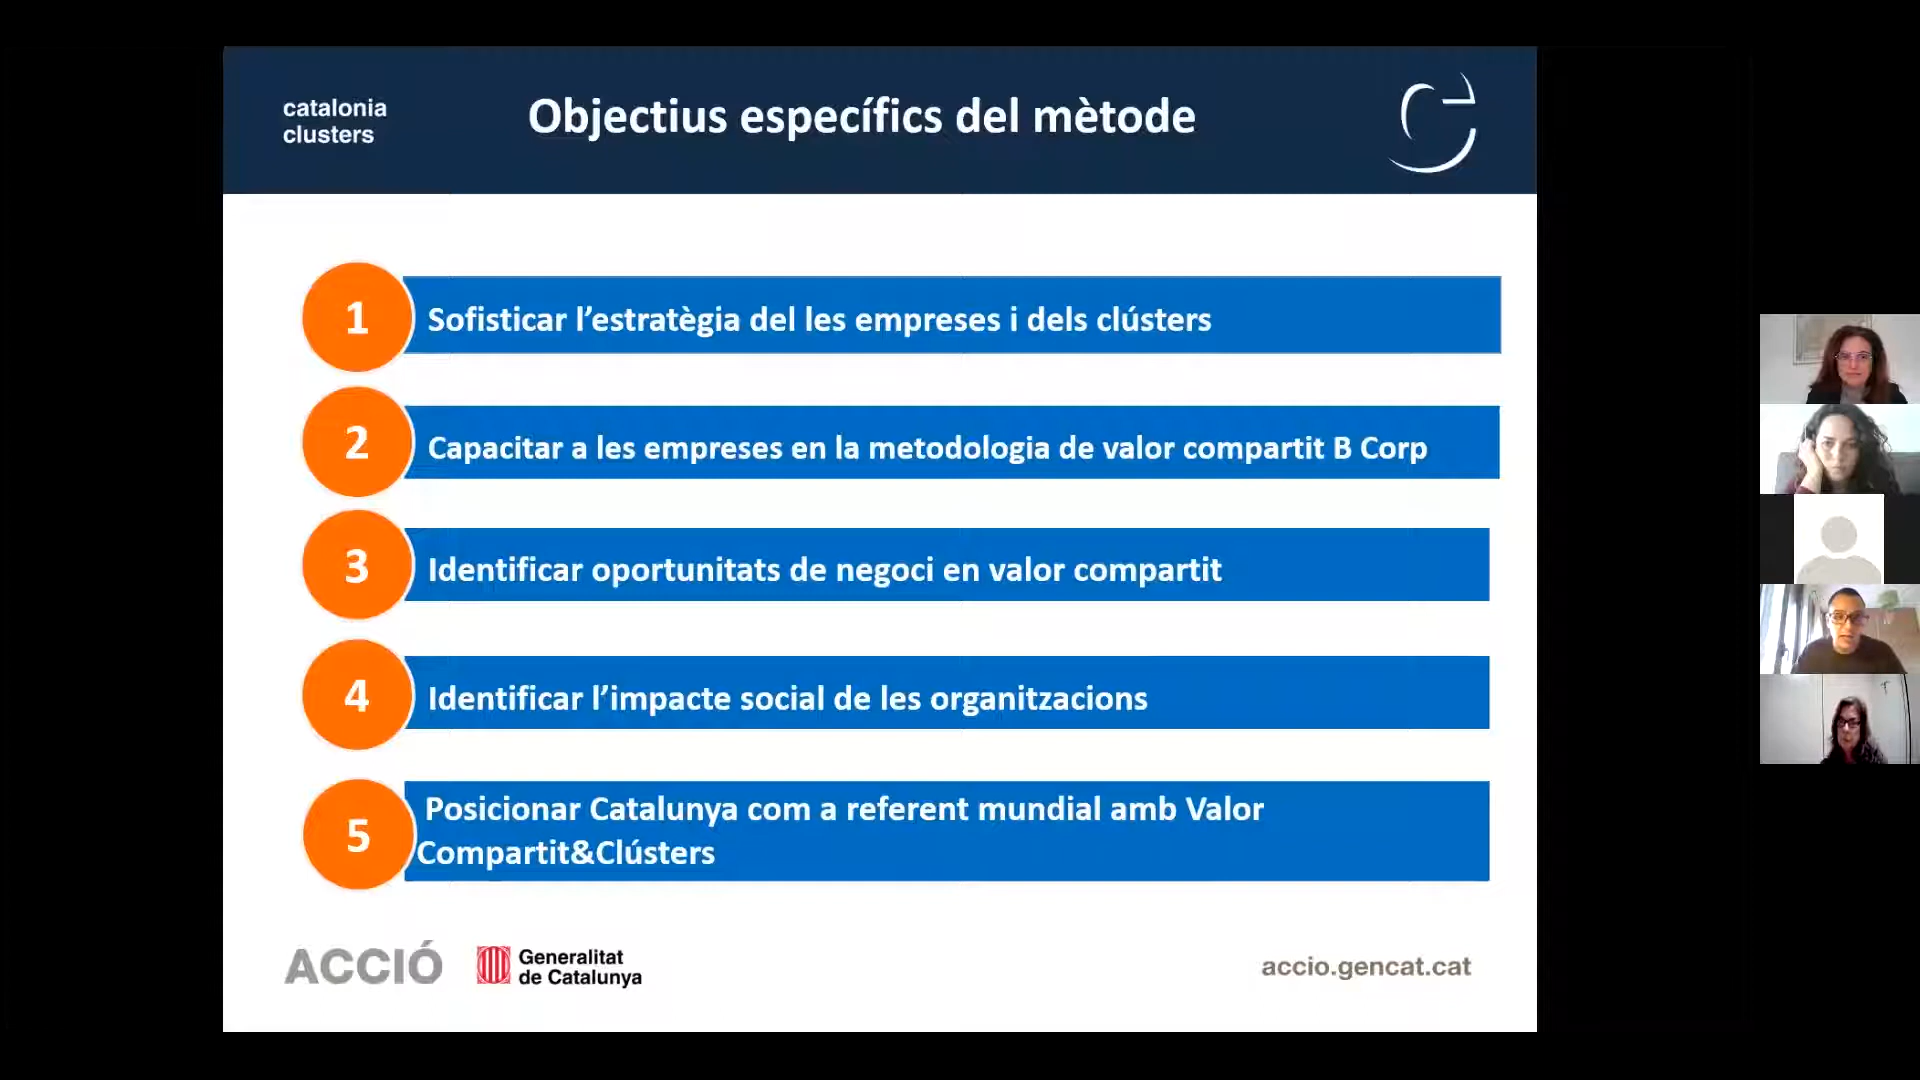 catalonia
clusters
Objectius específics del mètode
1
Sofisticar l’estratègia del les empreses i dels clústers
2
Capacitar a les empreses en la metodologia de valor compartit B Corp
3
Identificar oportunitats de negoci en valor compartit
4
Identificar l’impacte social de les organitzacions
5
Posicionar Catalunya com a referent mundial amb Valor
Compartit&Clústers
ACCIÓ
Generalitat
de Catalunya
accio.gencat.cat